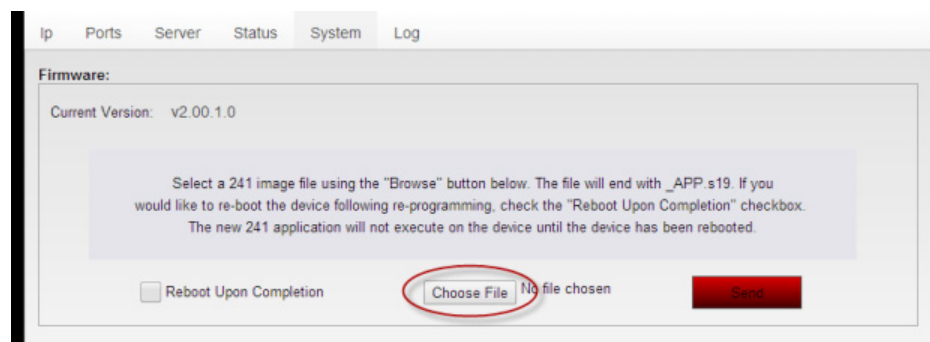 Ip Ports Server Status System Log
Firmware:
Current Version: v2.00.1.0
Select a 241 image file using the "Browse" button below. The file will end with _APP.s19. If you
would like to re-boot the device following re-programming, check the "Reboot Upon Completion" checkbox.
The new 241 application will not execute on the device until the device has been rebooted.
Reboot Upon Completion Choose File No file chosen Send